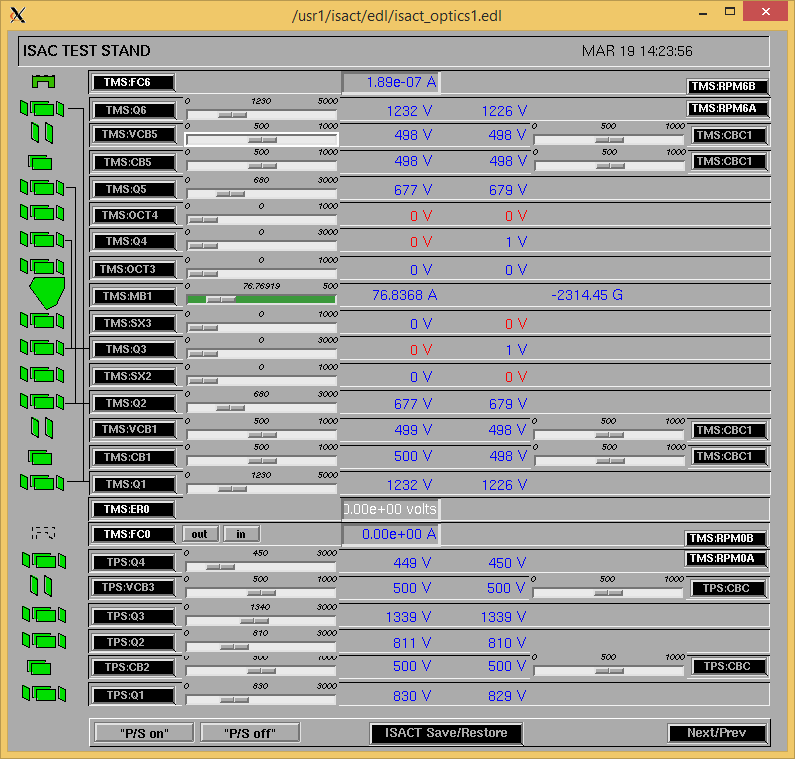 /usr1/isact/edl/isact_optics1.edl
ISAC TEST STAND MAR 19 14:23:56
TMS:FC6 1.89e-07 A TMS:RPM6B
TMS:Q6 0 1230 5000 1232 V 1226 V TMS:RPM6A
TMS:VCB5 0 500 1000 498 V 498 V 0 500 1000 TMS:CBC1
TMS:CB5 0 500 1000 498 V 498 V 0 500 1000 TMS:CBC1
TMS:Q5 0 680 3000 677 V 679 V
TMS:OCT4 0 0 1000 0 V 0 V
TMS:Q4 0 0 3000 0 V 1 V
TMS:OCT3 0 0 1000 0 V 0 V
TMS:MB1 0 76.76919 500 76.8368 A -2314.45 G
TMS:SX3 0 0 1000 0 V 0 V
TMS:Q3 0 0 3000 0 V 1 V
TMS:SX2 0 0 1000 0 V 0 V
TMS:Q2 0 680 3000 677 V 679 V
TMS:VCB1 0 500 1000 499 V 498 V 0 500 1000 TMS:CBC1
TMS:CB1 0 500 1000 500 V 498 V 0 500 1000 TMS:CBC1
TMS:Q1 0 1230 5000 1232 V 1226 V
TMS:ER0 0.00e+00 volts
TMS:FC0 out in 0.00e+00 A TMS:RPM0B
TPS:Q4 0 450 3000 449 V 450 V TMS:RPM0A
TPS:VCB3 0 500 1000 500 V 500 V 0 500 1000 TPS:CBC
TPS:Q3 0 1340 3000 1339 V 1339 V
TPS:Q2 0 810 3000 811 V 810 V
TPS:CB2 0 500 1000 500 V 500 V 0 500 1000 TPS:CBC
TPS:Q1 0 830 3000 830 V 829 V
"P/S on" "P/S off" ISACT Save/Restore Next/Prev